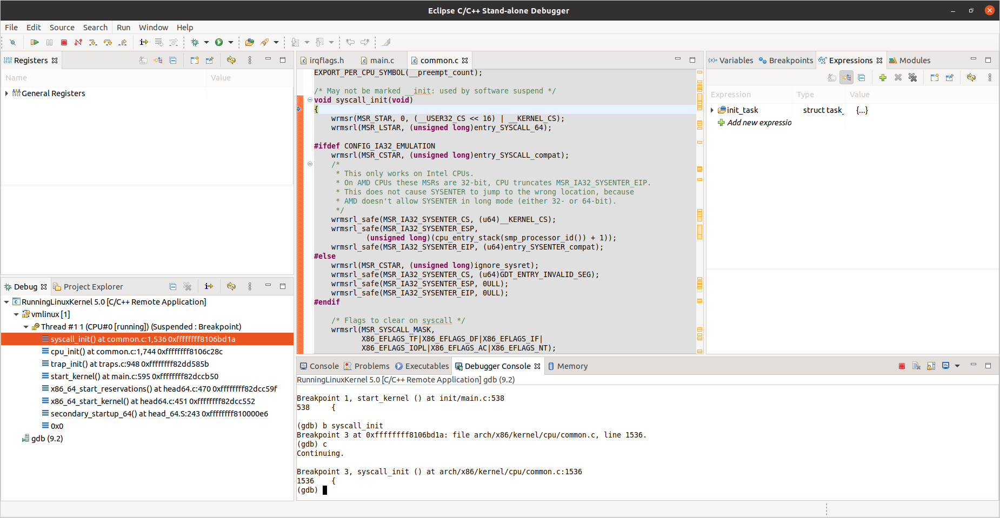 Eclipse C/C++ Stand-alone Debugger
File Edit Source Search Run Window Help
Registers
Name Value
General Registers
irqflags.h main.c common.c
EXPORT_PER_CPU_SYMBOL(__preempt_count);
/* May not be marked __init: used by software suspend */
void syscall_init(void)
{
wrmsr(MSR_STAR, 0, (__USER32_CS << 16) | __KERNEL_CS);
wrmsrl(MSR_LSTAR, (unsigned long)entry_SYSCALL_64);
#ifdef CONFIG_IA32_EMULATION
wrmsrl(MSR_CSTAR, (unsigned long)entry_SYSCALL_compat);
/*
* This only works on Intel CPUs.
* On AMD CPUs these MSRs are 32-bit, CPU truncates MSR_IA32_SYSENTER_EIP.
* This does not cause SYSENTER to jump to the wrong location, because
* AMD doesn't allow SYSENTER in long mode (either 32- or 64-bit).
*/
wrmsrl_safe(MSR_IA32_SYSENTER_CS, (u64)__KERNEL_CS);
wrmsrl_safe(MSR_IA32_SYSENTER_ESP,
(unsigned long)(cpu_entry_stack(smp_processor_id()) + 1));
wrmsrl_safe(MSR_IA32_SYSENTER_EIP, (u64)entry_SYSENTER_compat);
#else
wrmsrl(MSR_CSTAR, (unsigned long)ignore_sysret);
wrmsrl_safe(MSR_IA32_SYSENTER_CS, (u64)GDT_ENTRY_INVALID_SEG);
wrmsrl_safe(MSR_IA32_SYSENTER_ESP, 0ULL);
wrmsrl_safe(MSR_IA32_SYSENTER_EIP, 0ULL);
#endif
/* Flags to clear on syscall */
wrmsrl(MSR_SYSCALL_MASK,
X86_EFLAGS_TF|X86_EFLAGS_DF|X86_EFLAGS_IF|
X86_EFLAGS_IOPL|X86_EFLAGS_AC|X86_EFLAGS_NT);
(x)= Variables Breakpoints Expressions Modules
Expression Type Value
init_task struct task_ {...}
Add new expressio
Debug Project Explorer
RunningLinuxKernel 5.0 [C/C++ Remote Application]
vmlinux [1]
Thread #1 1 (CPU#0 [running]) (Suspended : Breakpoint)
syscall_init() at common.c:1,536 0xffffffff8106bd1a
cpu_init() at common.c:1,744 0xffffffff8106c28c
trap_init() at traps.c:948 0xffffffff82dd585b
start_kernel() at main.c:595 0xffffffff82dccb50
x86_64_start_reservations() at head64.c:470 0xffffffff82dcc59f
x86_64_start_kernel() at head64.c:451 0xffffffff82dcc552
secondary_startup_64() at head_64.S:243 0xffffffff810000e6
0x0
gdb (9.2)
Console Problems Executables Debugger Console Memory
RunningLinuxKernel 5.0 [C/C++ Remote Application] gdb (9.2)
Breakpoint 1, start_kernel () at init/main.c:538
538 {
(gdb) b syscall_init
Breakpoint 3 at 0xffffffff8106bd1a: file arch/x86/kernel/cpu/common.c, line 1536.
(gdb) c
Continuing.
Breakpoint 3, syscall_init () at arch/x86/kernel/cpu/common.c:1536
1536 {
(gdb)